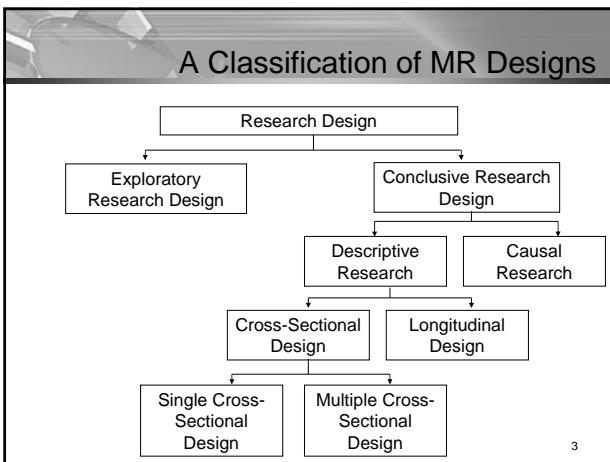 A Classification of MR Designs
Research Design
Exploratory
Research Design
Conclusive Research
Design
Descriptive
Research
Causal
Research
Cross-Sectional
Design
Longitudinal
Design
Single Cross-
Sectional
Design
Multiple Cross-
Sectional
Design
3